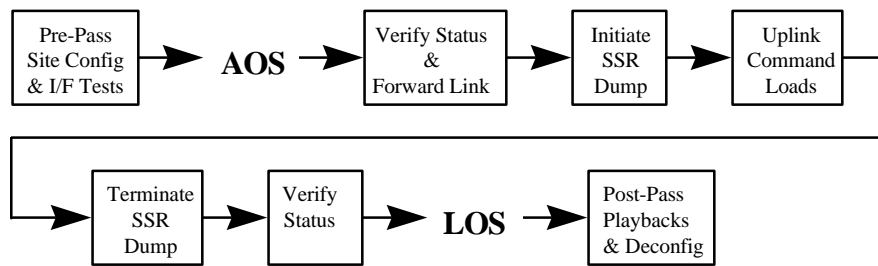 Pre-Pass
Site Config
& I/F Tests
AOS
Verify Status
&
Forward Link
Initiate
SSR
Dump
Uplink
Command
Loads
Terminate
SSR
Dump
Verify
Status
LOS
Post-Pass
Playbacks
& Deconfig